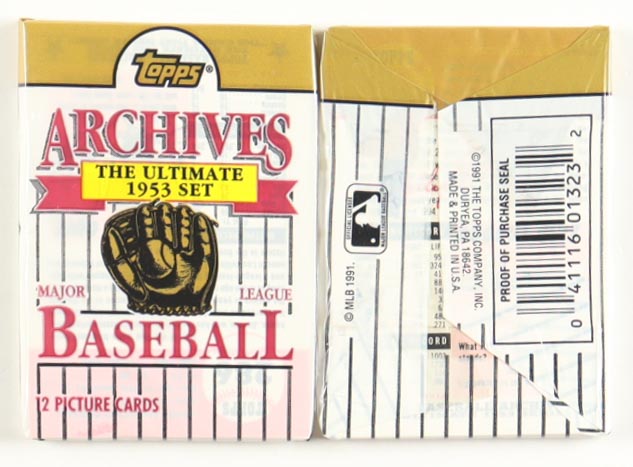 topps®
ARCHIVES
THE ULTIMATE
1953 SET
MAJOR LEAGUE
BASEBALL
12 PICTURE CARDS
© MLB 1991.
©1991 THE TOPPS COMPANY, INC.
DURYEA, PA 18642.
MADE & PRINTED IN U.S.A.
PROOF OF PURCHASE SEAL
0 41116 01323 2